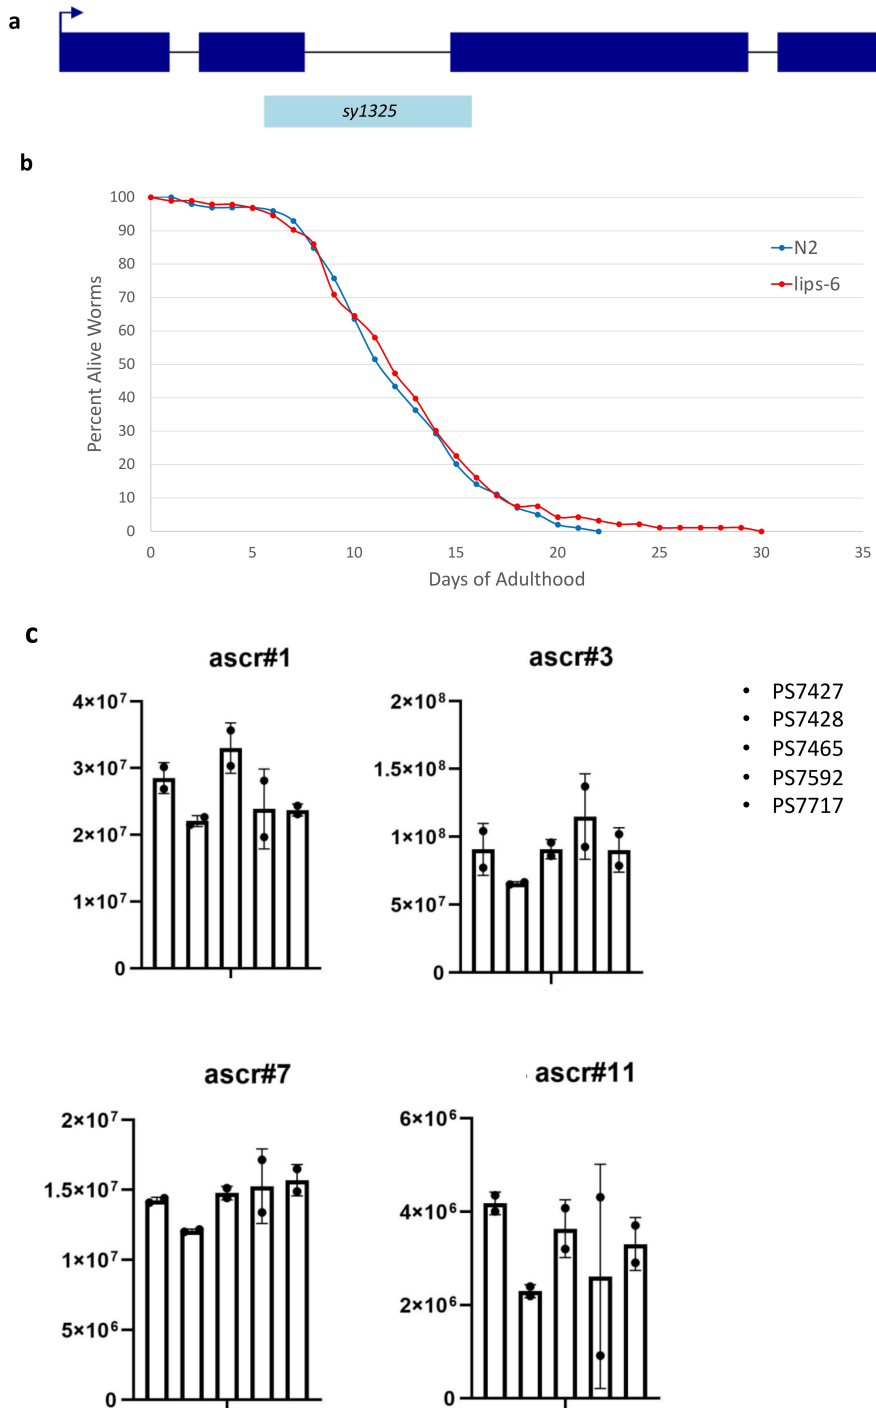 a
sy1325
b
100
90
80
70
60
50
40
30
20
10
0
0 5 10 15 20 25 30 35
Percent Alive Worms
Days of Adulthood
N2
lips-6
c
ascr#1
4×10⁷
3×10⁷
2×10⁷
1×10⁷
0
ascr#3
2×10⁸
1.5×10⁸
1×10⁸
5×10⁷
0
• PS7427
• PS7428
• PS7465
• PS7592
• PS7717
ascr#7
2×10⁷
1.5×10⁷
1×10⁷
5×10⁶
0
ascr#11
6×10⁶
4×10⁶
2×10⁶
0